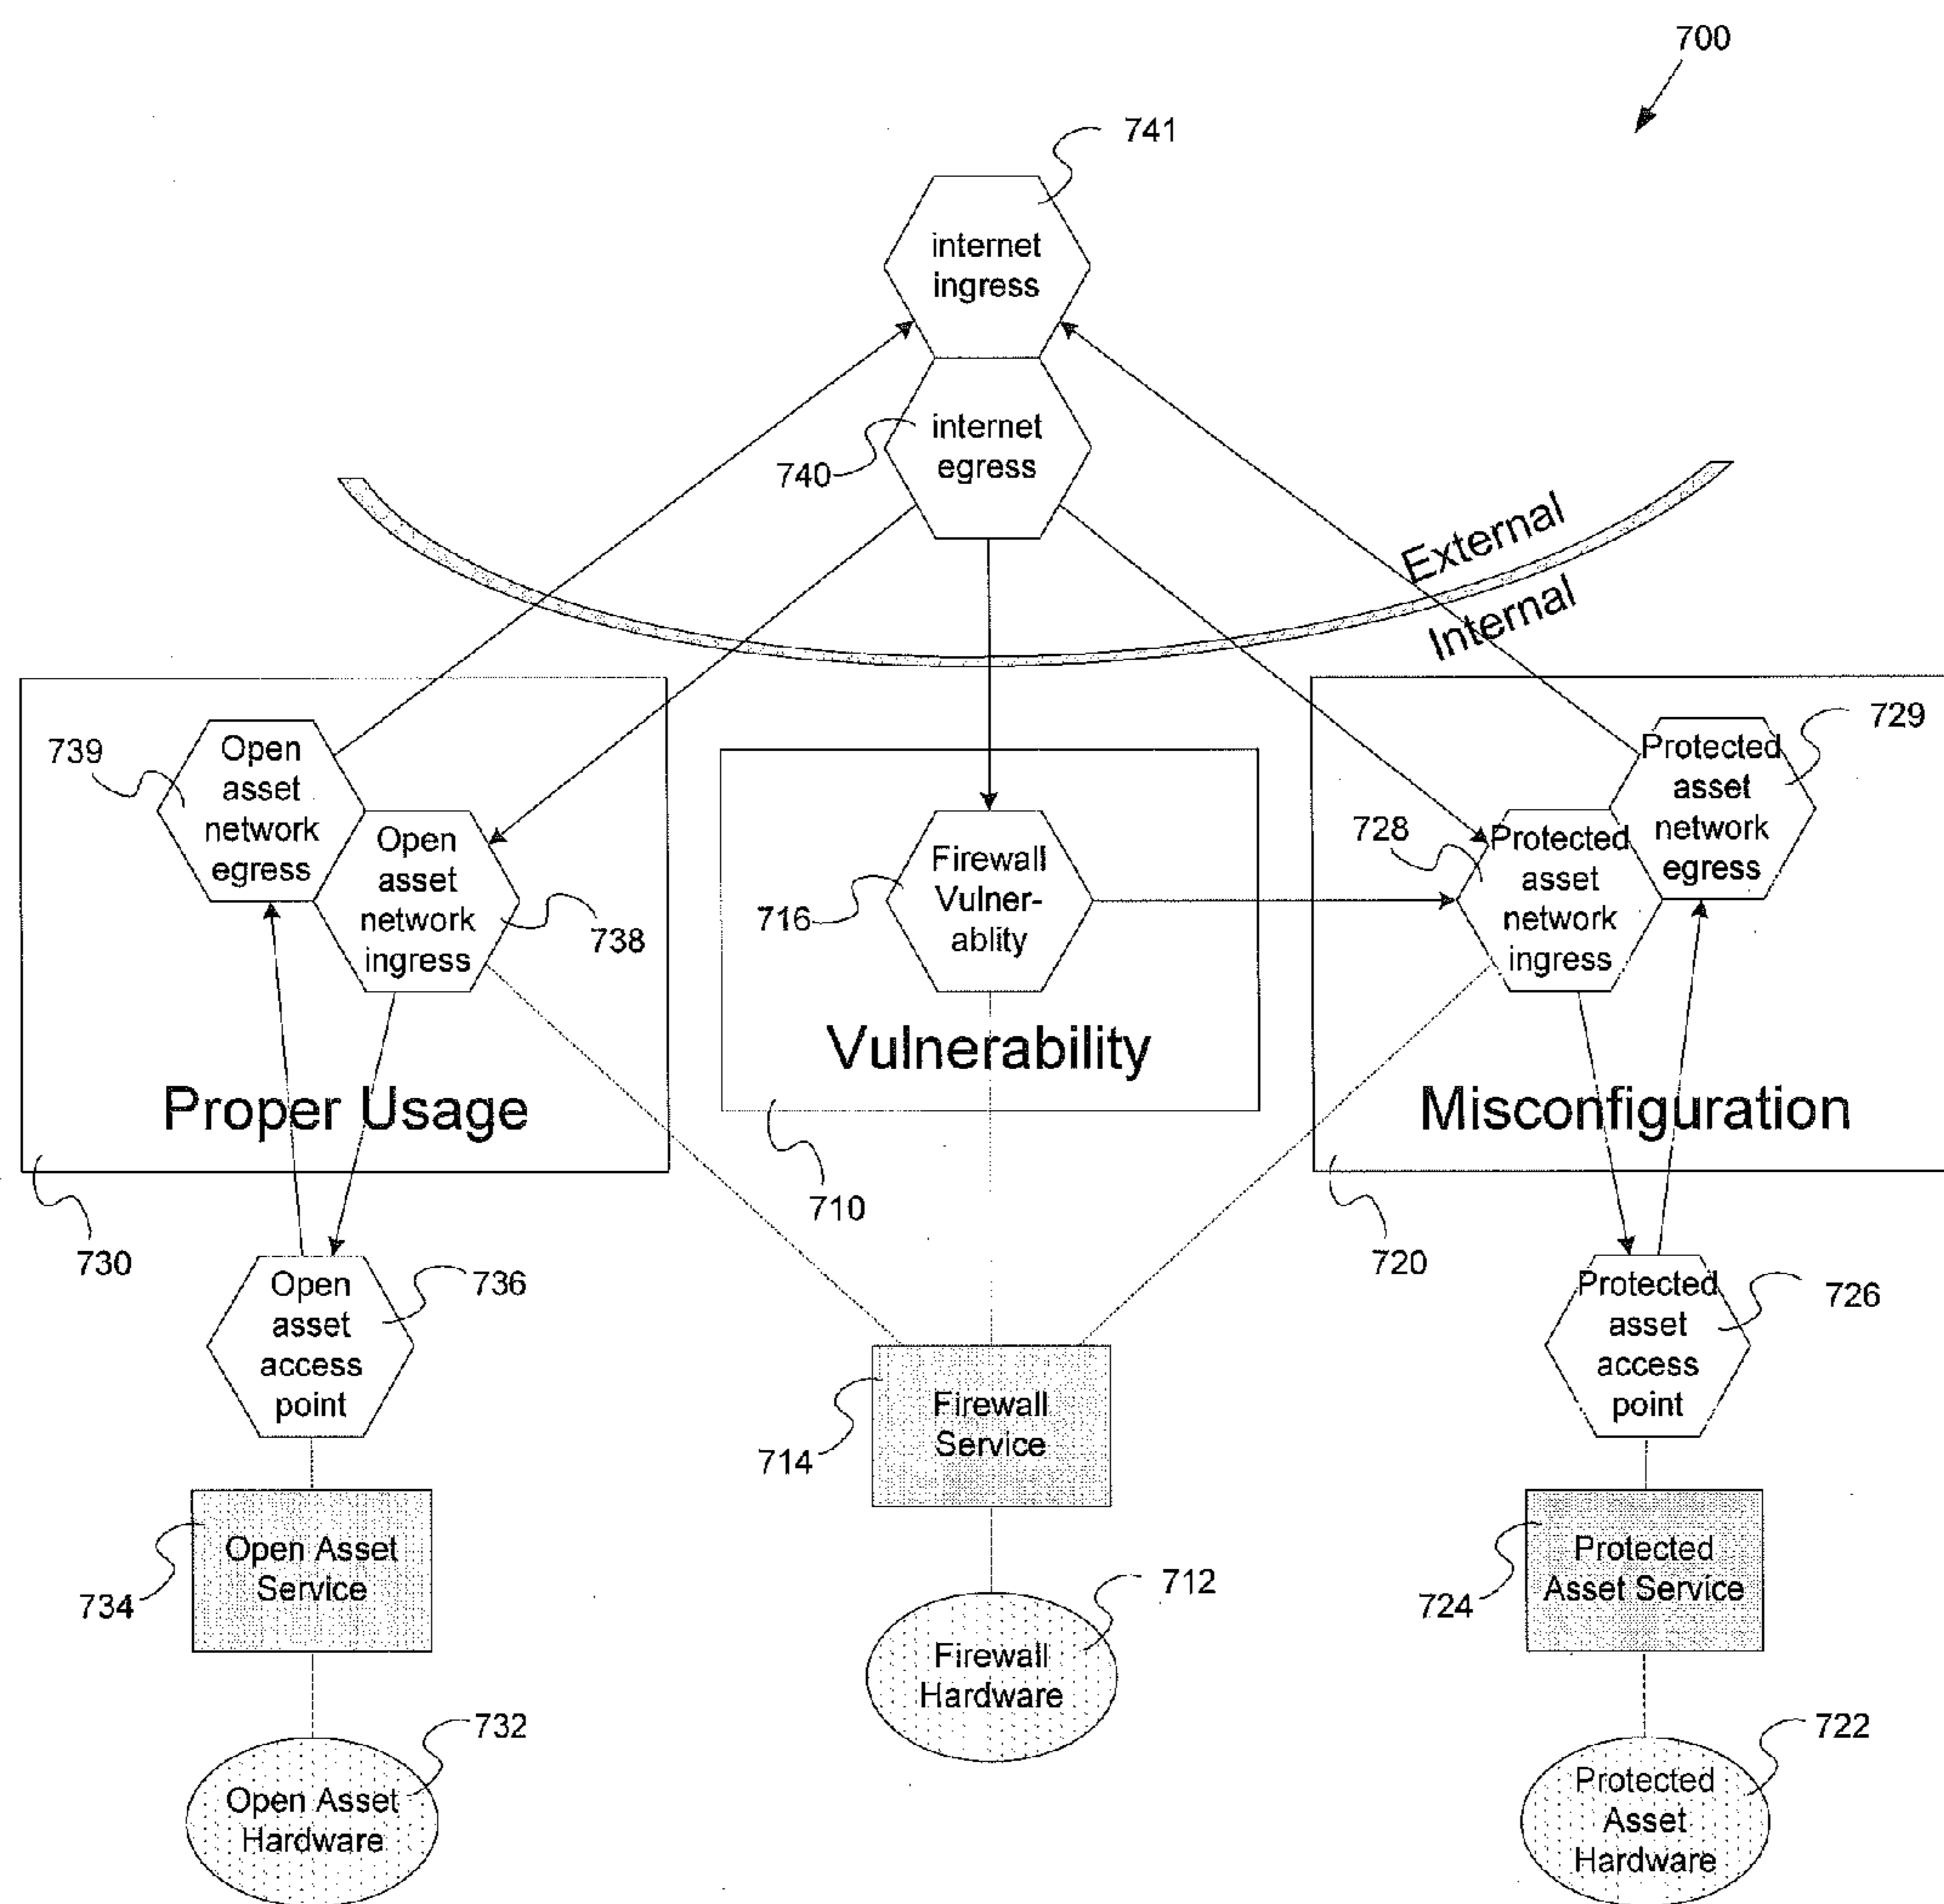 700
741
internet
ingress
internet
egress
740
External
Internal
739
Open
asset
network
egress
Open
asset
network
ingress
738
Proper Usage
730
716
Firewall
Vulner-
ablity
Vulnerability
710
729
Protected
asset
network
egress
728
Protected
asset
network
ingress
Misconfiguration
720
Open
asset
access
point
736
Protected
asset
access
point
726
Firewall
Service
714
Open Asset
Service
734
Protected
Asset Service
724
Firewall
Hardware
712
Open Asset
Hardware
732
Protected
Asset
Hardware
722